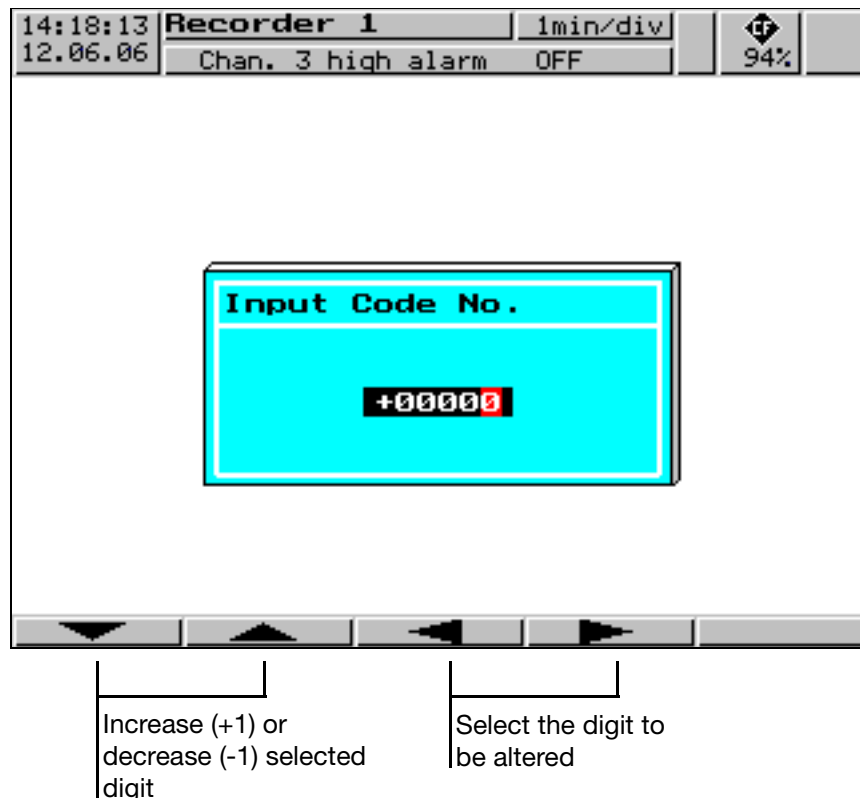 14:18:13 Recorder 1 1min/div CF
12.06.06 Chan. 3 high alarm OFF 94%
Input Code No.
+00000
Increase (+1) or
decrease (-1) selected
digit
Select the digit to
be altered